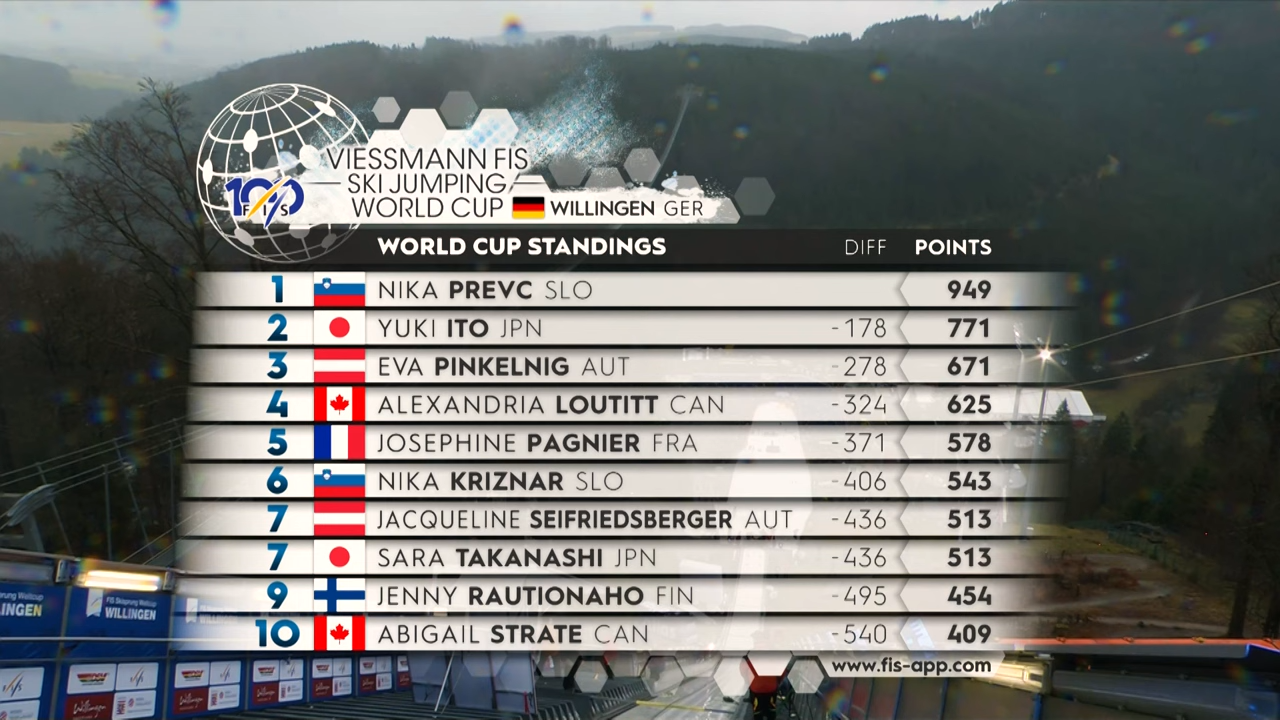 VIESSMANN FIS
SKI JUMPING
WORLD CUP
100
FIS
WILLINGEN GER
WORLD CUP STANDINGS DIFF POINTS
1 NIKA PREVC SLO 949
2 YUKI ITO JPN -178 771
3 EVA PINKELNIG AUT -278 671
4 ALEXANDRIA LOUTITT CAN -324 625
5 JOSEPHINE PAGNIER FRA -371 578
6 NIKA KRIZNAR SLO -406 543
7 JACQUELINE SEIFRIEDSBERGER AUT -436 513
7 SARA TAKANASHI JPN -436 513
9 JENNY RAUTIONAHO FIN -495 454
10 ABIGAIL STRATE CAN -540 409
www.fis-app.com
WILLINGEN